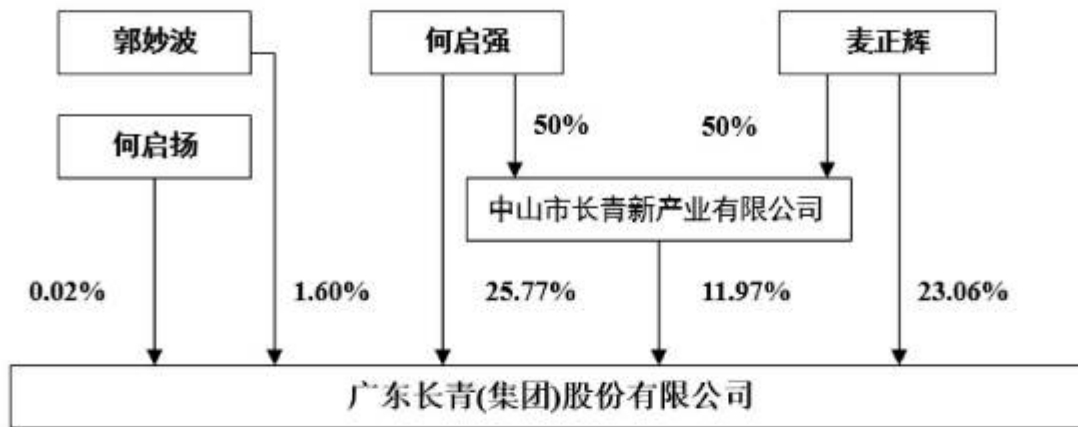 郭妙波
何启强
麦正辉
何启扬
50%
50%
中山市长青新产业有限公司
0.02%
1.60%
25.77%
11.97%
23.06%
广东长青(集团)股份有限公司